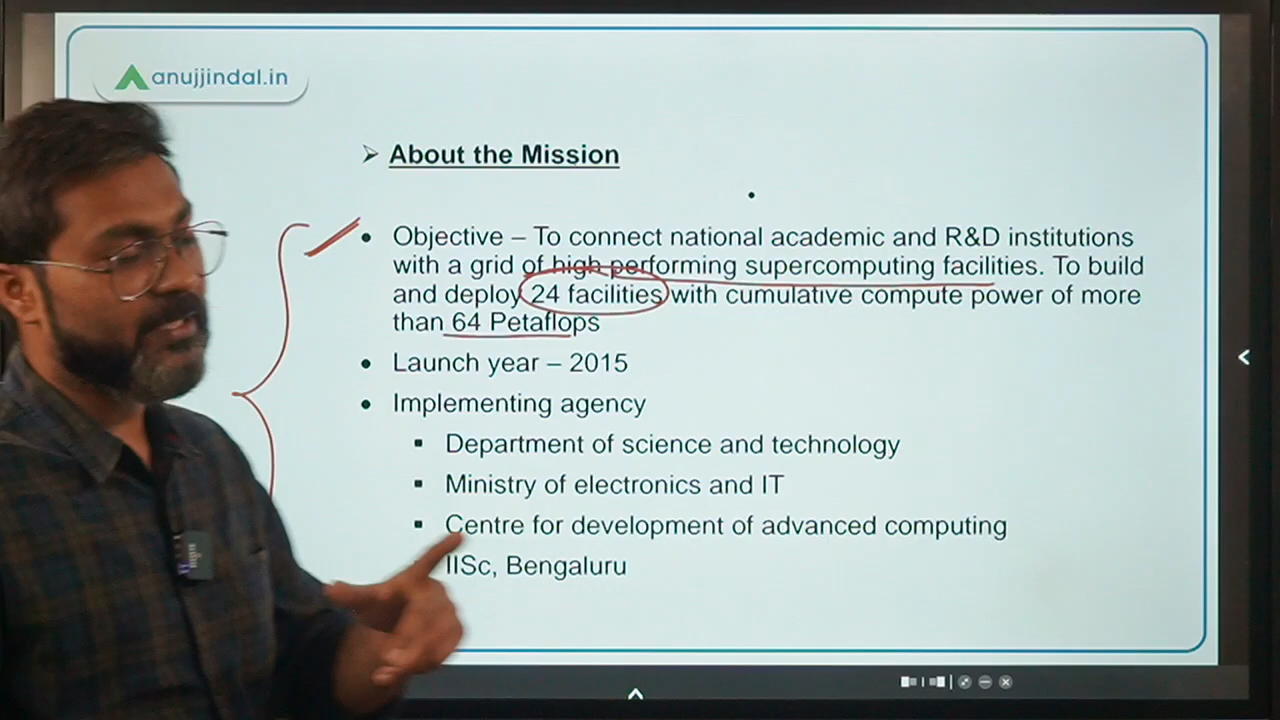 anujjindal.in
About the Mission
Objective – To connect national academic and R&D institutions
with a grid of high performing supercomputing facilities. To build
and deploy 24 facilities with cumulative compute power of more
than 64 Petaflops
Launch year – 2015
Implementing agency
Department of science and technology
Ministry of electronics and IT
Centre for development of advanced computing
IISc, Bengaluru